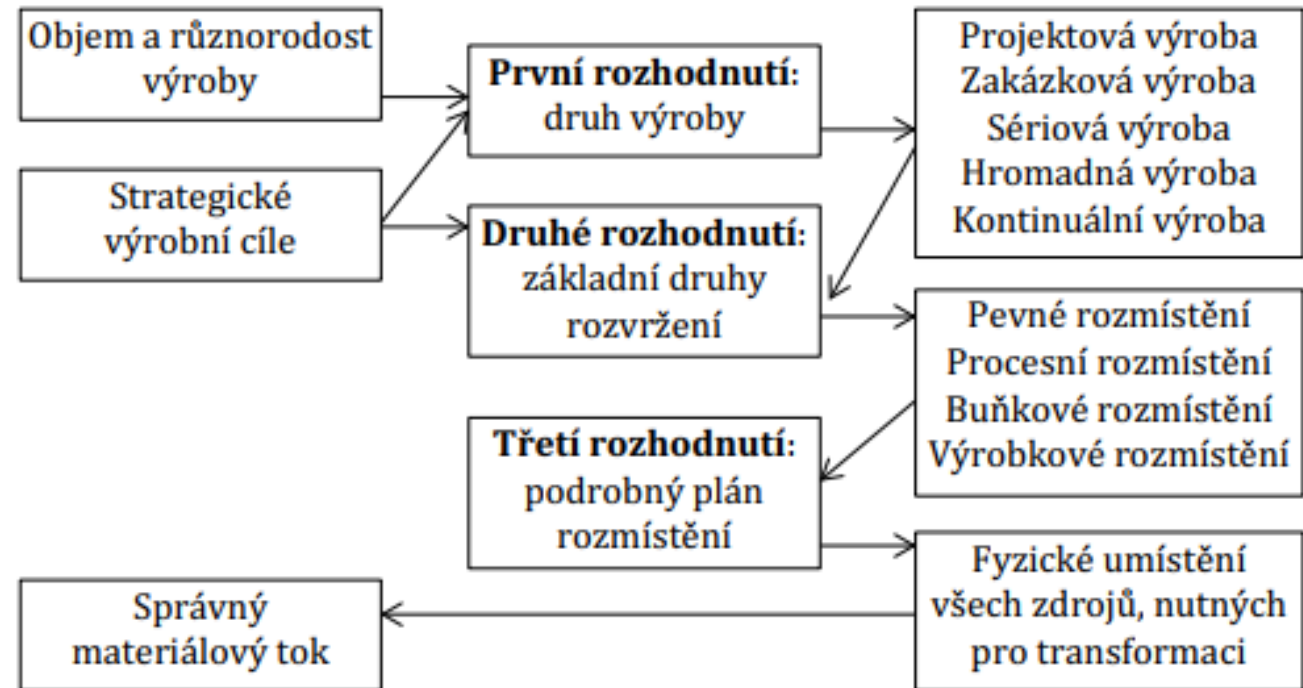 Objem a různorodost
výroby
Strategické
výrobní cíle
První rozhodnutí:
druh výroby
Projektová výroba
Zakázková výroba
Sériová výroba
Hromadná výroba
Kontinuální výroba
Druhé rozhodnutí:
základní druhy
rozvržení
Pevné rozmístění
Procesní rozmístění
Buňkové rozmístění
Výrobkové rozmístění
Třetí rozhodnutí:
podrobný plán
rozmístění
Fyzické umístění
všech zdrojů, nutných
pro transformaci
Správný
materiálový tok